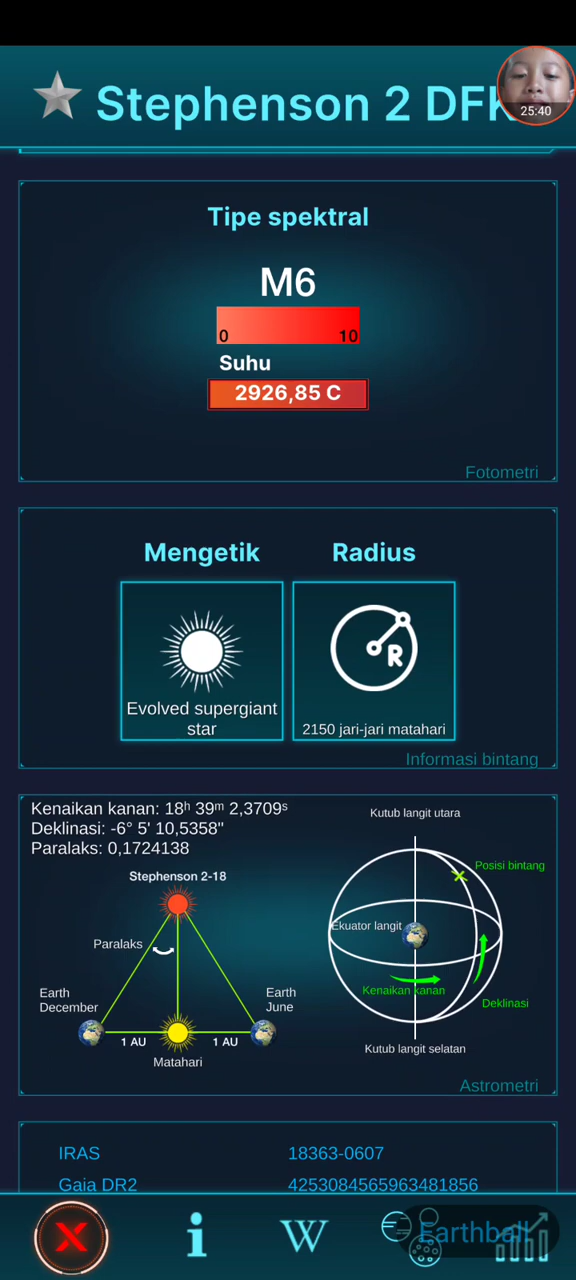 Stephenson 2 DFK
25:40
Tipe spektral
M6
0 10
Suhu
2926,85 C
Fotometri
Mengetik Radius
R
Evolved supergiant
star
2150 jari-jari matahari
Informasi bintang
Kenaikan kanan: 18ʰ 39ᵐ 2,3709ˢ
Deklinasi: -6° 5' 10,5358"
Paralaks: 0,1724138
Stephenson 2-18
Paralaks
Earth
December
Earth
June
1 AU 1 AU
Matahari
Kutub langit utara
Posisi bintang
Ekuator langit
Kenaikan kanan
Deklinasi
Kutub langit selatan
Astrometri
IRAS 18363-0607
Gaia DR2 4253084565963481856
X i W Earthball